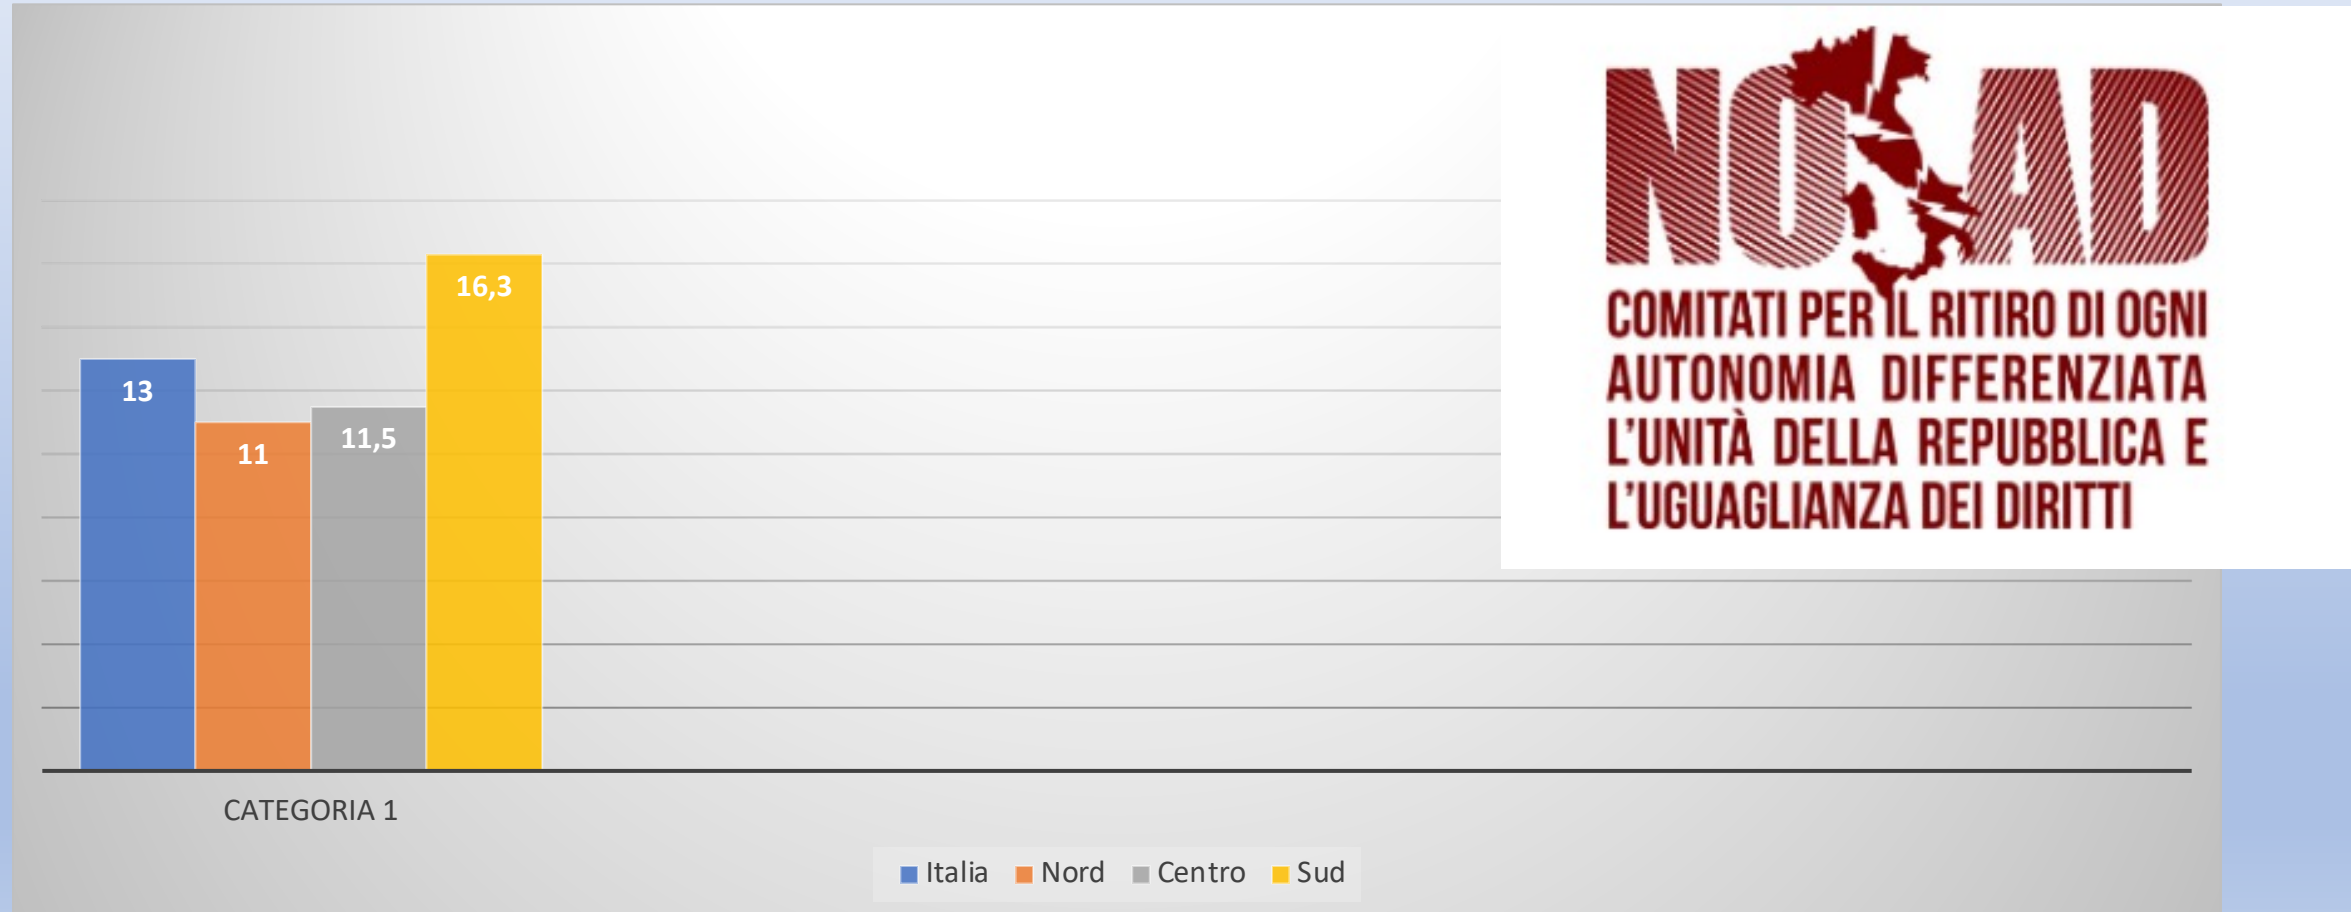 NO AD
COMITATI PER IL RITIRO DI OGNI
AUTONOMIA DIFFERENZIATA
L'UNITÀ DELLA REPUBBLICA E
L'UGUAGLIANZA DEI DIRITTI
16,3
13
11,5
11
CATEGORIA 1
Italia Nord Centro Sud